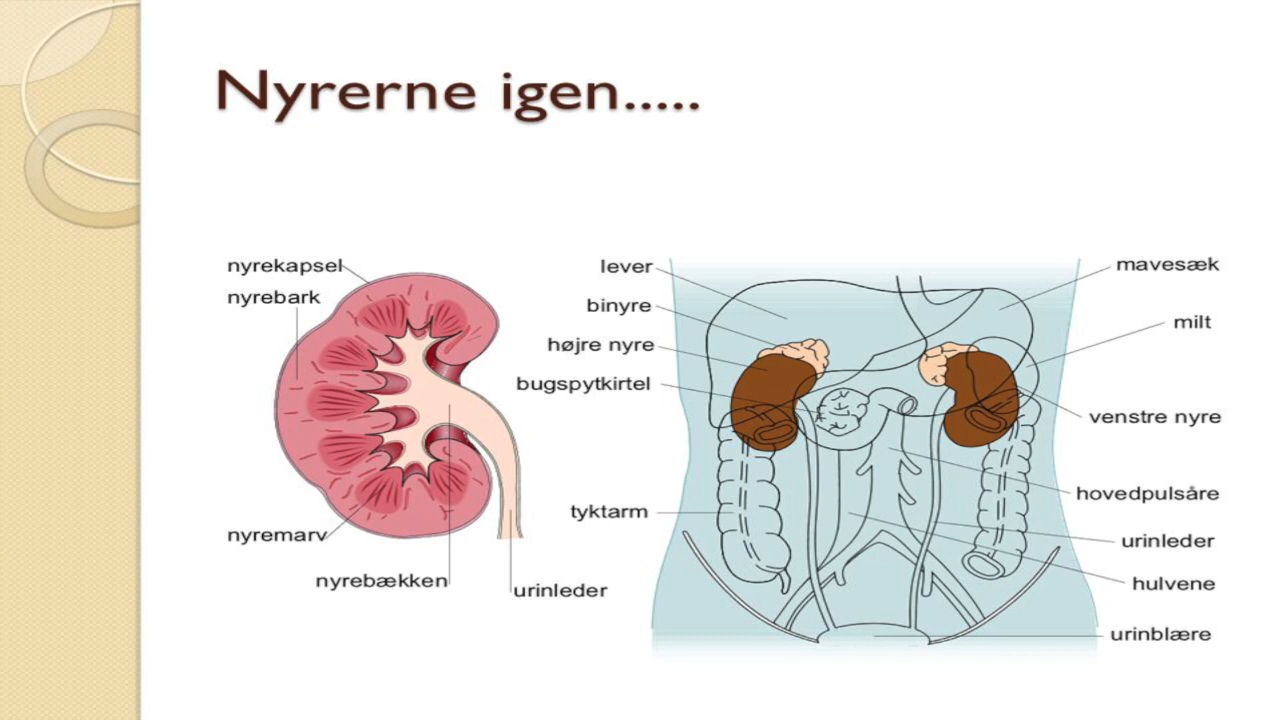 Nyrerne igen.....
nyrekapsel
nyrebark
nyremarv
nyrebækken
urinleder
lever
binyre
højre nyre
bugspytkirtel
tyktarm
mavesæk
milt
venstre nyre
hovedpulsåre
urinleder
hulvene
urinblære